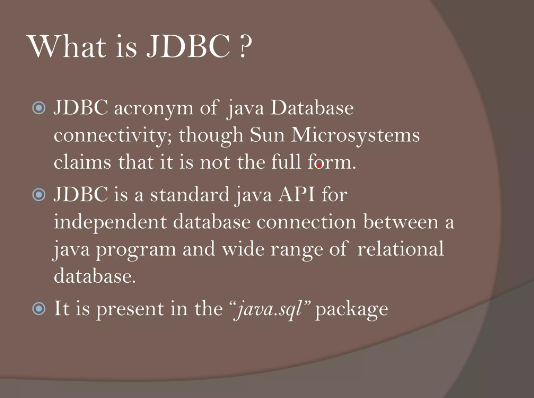 What is JDBC ?
JDBC acronym of java Database
connectivity; though Sun Microsystems
claims that it is not the full form.
JDBC is a standard java API for
independent database connection between a
java program and wide range of relational
database.
It is present in the “java.sql” package